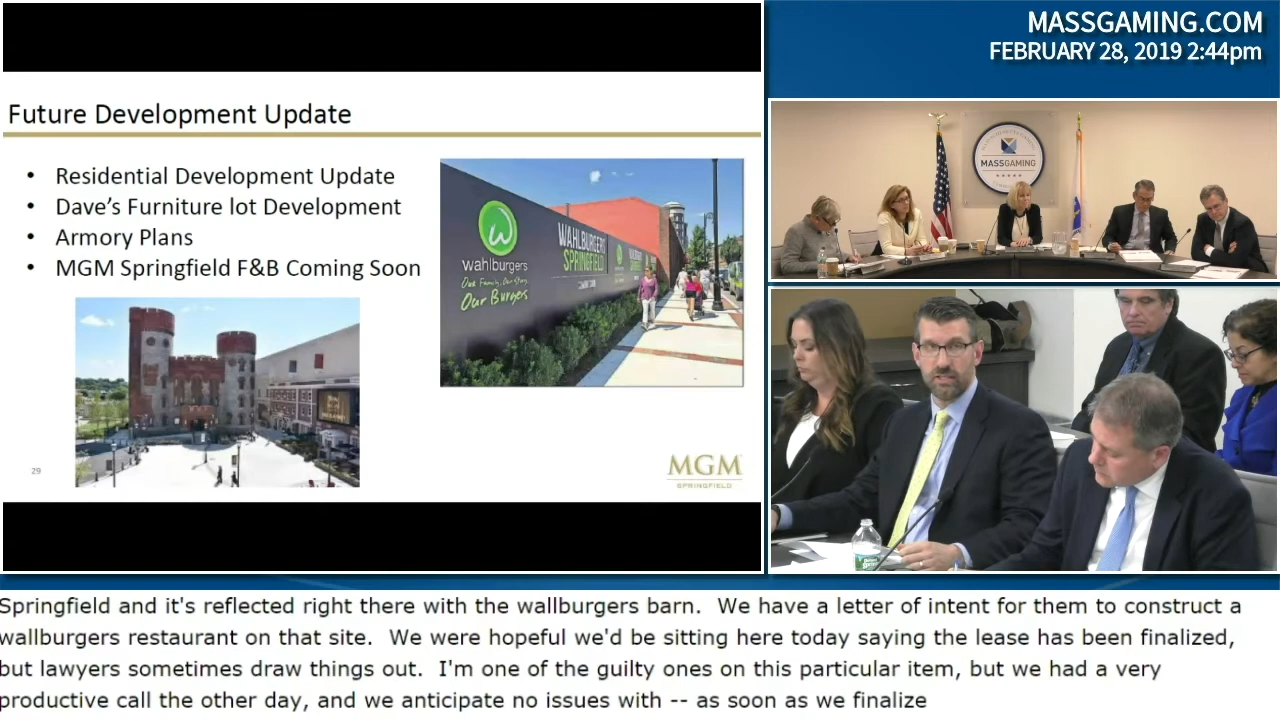 MASSGAMING.COM
FEBRUARY 28, 2019 2:44pm
Future Development Update
• Residential Development Update
• Dave's Furniture lot Development
• Armory Plans
• MGM Springfield F&B Coming Soon
wahlburgers
Our Family, Our Story,
Our Burgers
WAHLBURGERS
SPRINGFIELD
29
MGM
SPRINGFIELD
MASSGAMING
Springfield and it's reflected right there with the wallburgers barn. We have a letter of intent for them to construct a
wallburgers restaurant on that site. We were hopeful we'd be sitting here today saying the lease has been finalized,
but lawyers sometimes draw things out. I'm one of the guilty ones on this particular item, but we had a very
productive call the other day, and we anticipate no issues with -- as soon as we finalize